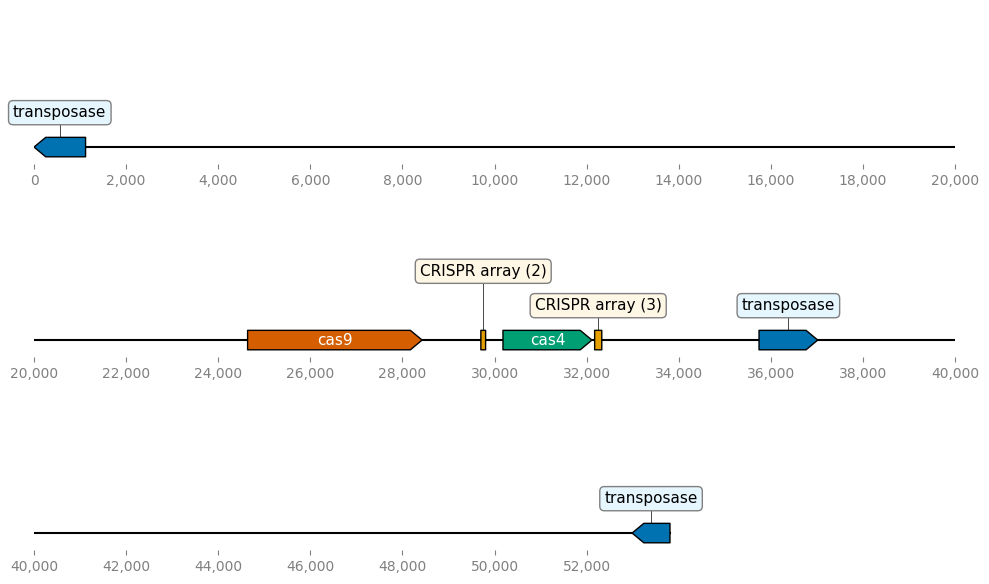 transposase
0 2,000 4,000 6,000 8,000 10,000 12,000 14,000 16,000 18,000 20,000
CRISPR array (2)
CRISPR array (3) transposase
cas9 cas4
20,000 22,000 24,000 26,000 28,000 30,000 32,000 34,000 36,000 38,000 40,000
transposase
40,000 42,000 44,000 46,000 48,000 50,000 52,000